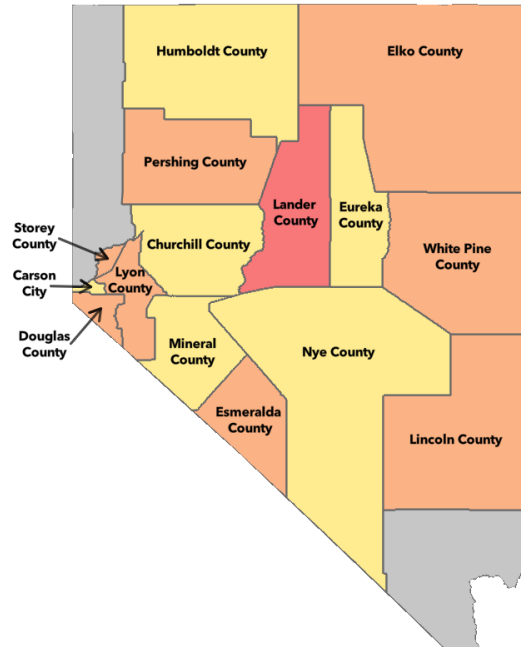 Humboldt County
Elko County
Pershing County
Lander
County
Eureka
County
Storey
County
Churchill County
White Pine
County
Carson
City
Lyon
County
Douglas
County
Mineral
County
Nye County
Esmeralda
County
Lincoln County